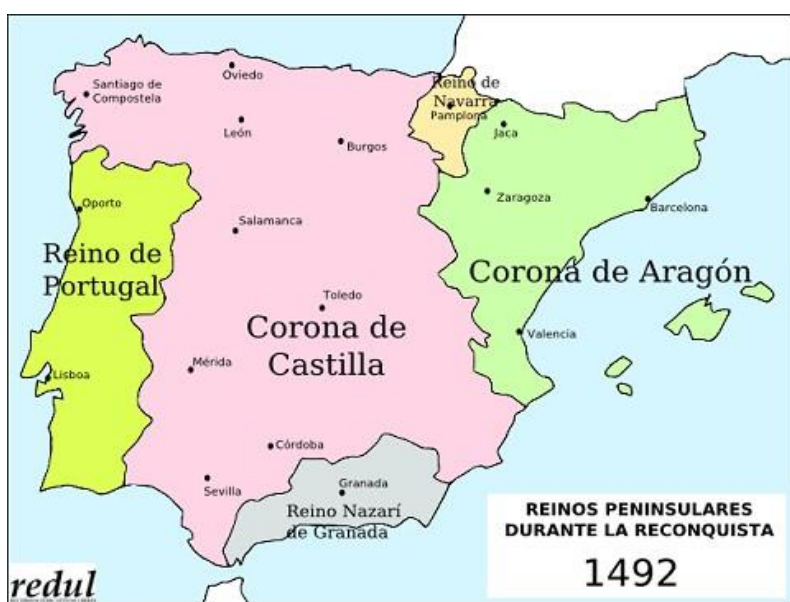 Oviedo
Santiago de
Compostela
Reino de
Navarra
Pamplona
León
Jaca
Burgos
Zaragoza
Barcelona
Oporto
Salamanca
Reino de
Portugal
Corona de Aragón
Toledo
Corona de
Castilla
Valencia
Mérida
Lisboa
Córdoba
Sevilla
Granada
Reino Nazarí
de Granada
REINOS PENINSULARES
DURANTE LA RECONQUISTA
1492
redul